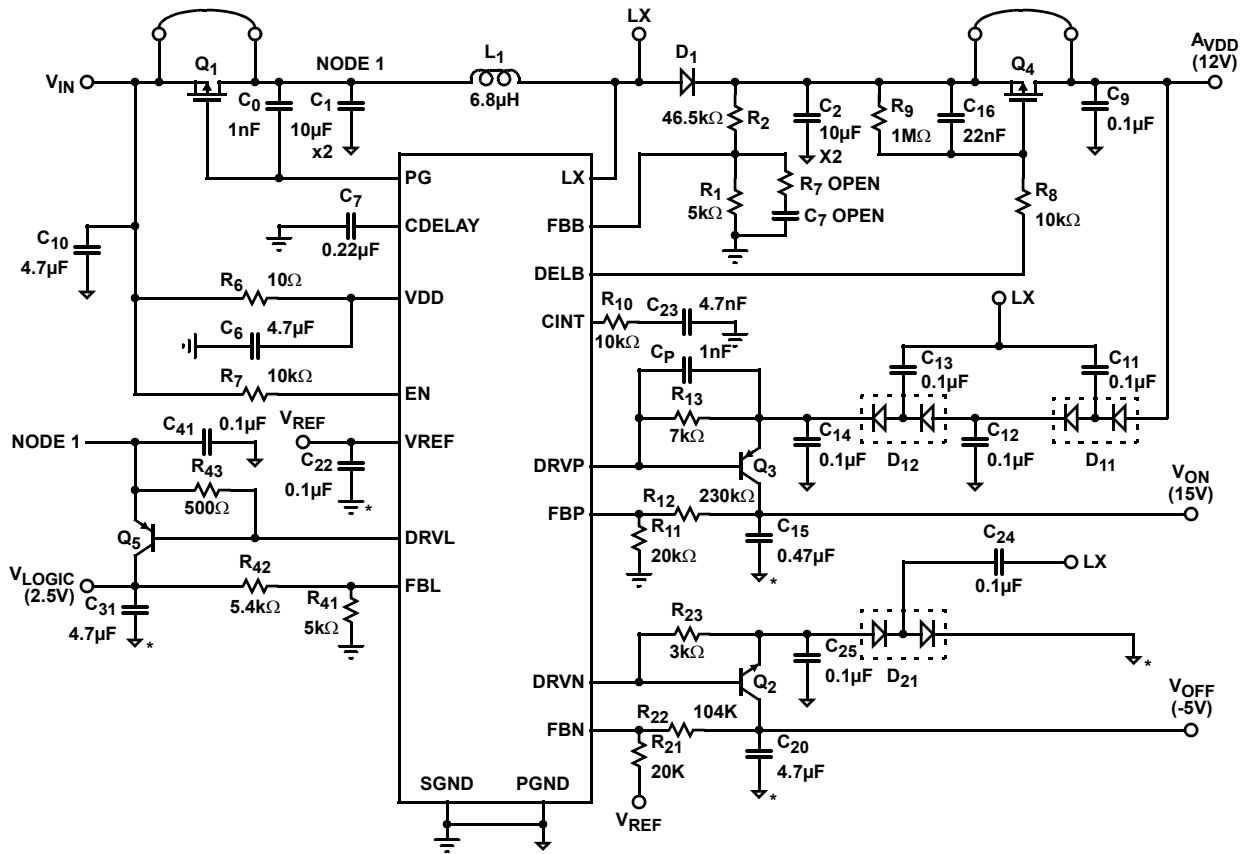 LX
VIN
Q1
NODE 1
L1
6.8µH
D1
Q4
AVDD
(12V)
C0
1nF
C1
10µF
x2
46.5kΩ
R2
C2
10µF
X2
R9
1MΩ
C16
22nF
C9
0.1µF
PG
LX
R7 OPEN
R1
5kΩ
C7 OPEN
R8
10kΩ
C7
0.22µF
CDELAY
FBB
C10
4.7µF
DELB
R6
10Ω
VDD
CINT
R10
10kΩ
C23
4.7nF
LX
C6
4.7µF
CP
1nF
C13
0.1µF
C11
0.1µF
R7
10kΩ
EN
R13
7kΩ
NODE 1
C41
0.1µF
VREF
VREF
C22
0.1µF
*
R43
500Ω
C14
0.1µF
D12
C12
0.1µF
D11
DRVP
Q3
VON
(15V)
FBP
R12
230kΩ
R11
20kΩ
C15
0.47µF
*
Q5
DRVL
C24
0.1µF
LX
VLOGIC
(2.5V)
R42
5.4kΩ
FBL
R41
5kΩ
C31
4.7µF
*
R23
3kΩ
C25
0.1µF
D21
*
DRVN
Q2
VOFF
(-5V)
FBN
R22
104K
R21
20K
C20
4.7µF
*
VREF
SGND
PGND